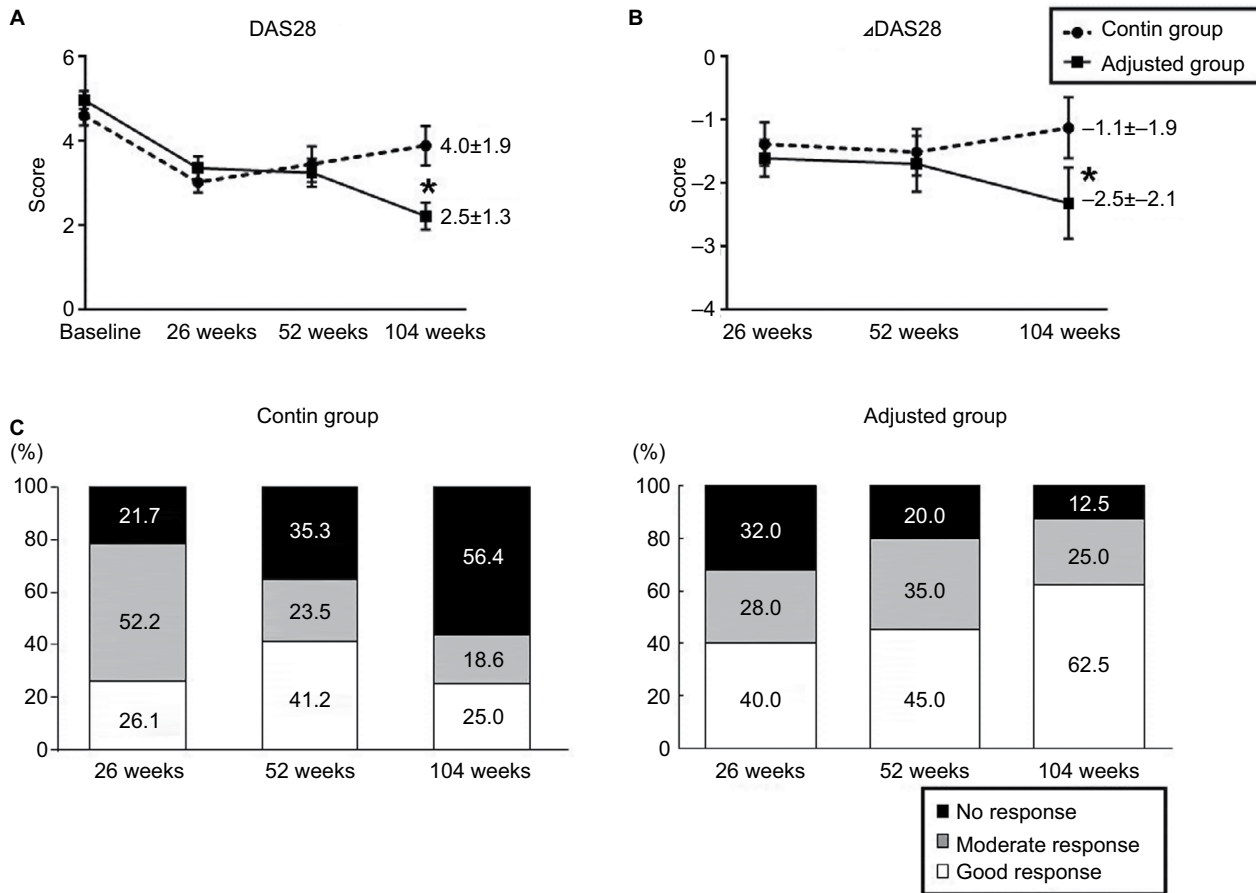 A
DAS28
6
4
2
0
Score
4.0±1.9
*
2.5±1.3
Baseline
26 weeks
52 weeks
104 weeks
B
⊿DAS28
Contin group
Adjusted group
0
–1
–2
–3
–4
Score
–1.1±–1.9
*
–2.5±–2.1
26 weeks
52 weeks
104 weeks
C
(%)
Contin group
100
80
60
40
20
0
21.7
52.2
26.1
35.3
23.5
41.2
56.4
18.6
25.0
26 weeks
52 weeks
104 weeks
Adjusted group
(%)
100
80
60
40
20
0
32.0
28.0
40.0
20.0
35.0
45.0
12.5
25.0
62.5
26 weeks
52 weeks
104 weeks
No response
Moderate response
Good response